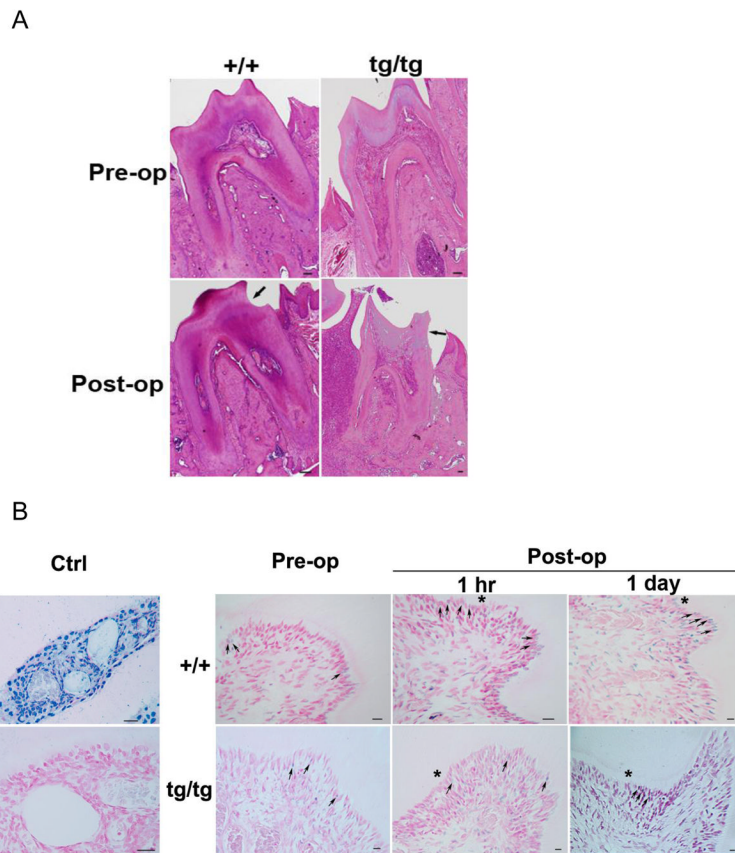 A
+/+ tg/tg
Pre-op
Post-op
B
Ctrl Pre-op Post-op
1 hr 1 day
* *
+/+
* *
tg/tg